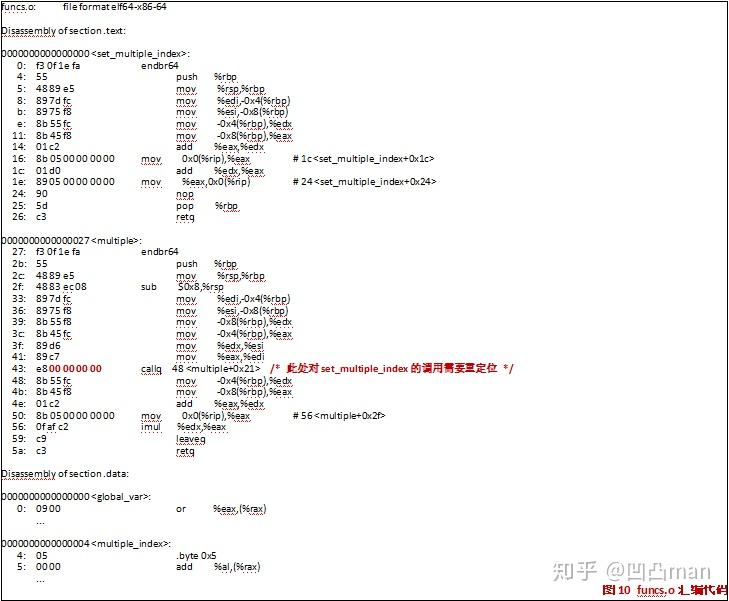 funcs.o: file format elf64-x86-64
Disassembly of section .text:
0000000000000000 <set_multiple_index>:
0: f3 0f 1e fa endbr64
4: 55 push %rbp
5: 48 89 e5 mov %rsp,%rbp
8: 89 7d fc mov %edi,-0x4(%rbp)
b: 89 75 f8 mov %esi,-0x8(%rbp)
e: 8b 55 fc mov -0x4(%rbp),%edx
11: 8b 45 f8 mov -0x8(%rbp),%eax
14: 01 c2 add %eax,%edx
16: 8b 05 00 00 00 00 mov 0x0(%rip),%eax # 1c <set_multiple_index+0x1c>
1c: 01 d0 add %edx,%eax
1e: 89 05 00 00 00 00 mov %eax,0x0(%rip) # 24 <set_multiple_index+0x24>
24: 90 nop
25: 5d pop %rbp
26: c3 retq
0000000000000027 <multiple>:
27: f3 0f 1e fa endbr64
2b: 55 push %rbp
2c: 48 89 e5 mov %rsp,%rbp
2f: 48 83 ec 08 sub $0x8,%rsp
33: 89 7d fc mov %edi,-0x4(%rbp)
36: 89 75 f8 mov %esi,-0x8(%rbp)
39: 8b 55 f8 mov -0x8(%rbp),%edx
3c: 8b 45 fc mov -0x4(%rbp),%eax
3f: 89 d6 mov %edx,%esi
41: 89 c7 mov %eax,%edi
43: e8 00 00 00 00 callq 48 <multiple+0x21> /* 此处对 set_multiple_index 的调用需要重定位 */
48: 8b 55 fc mov -0x4(%rbp),%edx
4b: 8b 45 f8 mov -0x8(%rbp),%eax
4e: 01 c2 add %eax,%edx
50: 8b 05 00 00 00 00 mov 0x0(%rip),%eax # 56 <multiple+0x2f>
56: 0f af c2 imul %edx,%eax
59: c9 leaveq
5a: c3 retq
Disassembly of section .data:
0000000000000000 <global_var>:
0: 09 00 or %eax,(%rax)
...
0000000000000004 <multiple_index>:
4: 05 .byte 0x5
5: 00 00 add %al,(%rax)
...
知乎 @凹凸man
图 10 funcs.o 汇编代码